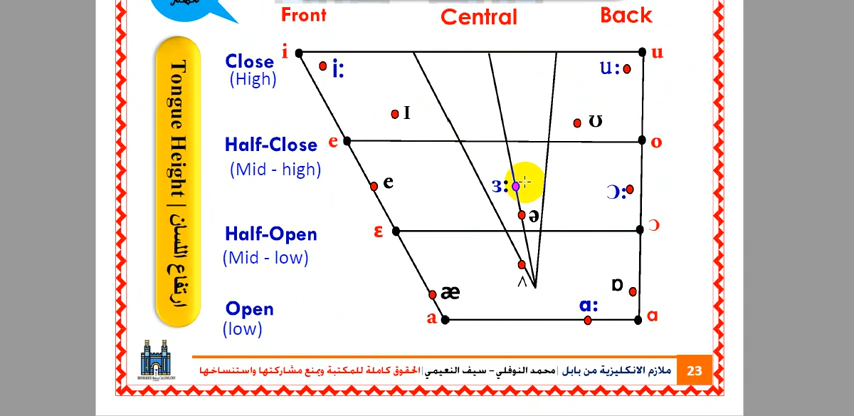 مهم
Front Central Back
Tongue Height | ارتفاع اللسان
Close
(High)
i u
i: u:
I ʊ
Half-Close e o
(Mid - high)
e ɜ: ɔ:
ə
Half-Open ε ɔ
(Mid - low)
^
æ ɒ
Open
(low)
a: 
a a
ملازم الانكليزية من بابل | محمد النوفلي – سيف النعيمي | الحقوق كاملة للمكتبة ويمنع مشاركتها واستنساخها
23